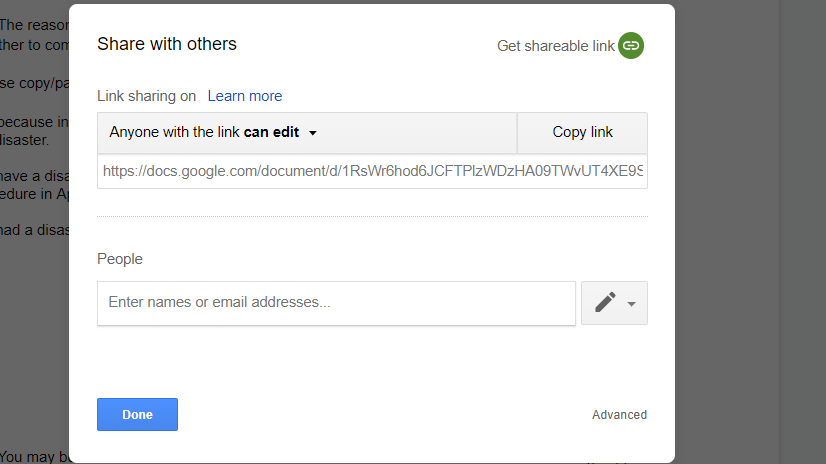 The reason
Share with others
Get shareable link
ther to com
se copy/pa
Link sharing on Learn more
because in
Anyone with the link can edit
Copy link
disaster.
https://docs.google.com/document/d/1RsWr6hod6JCFTPlzWDzHA09TWvUT4XE9S
have a disa
edure in Ap
had a disas
People
Enter names or email addresses...
Done
Advanced
You may b